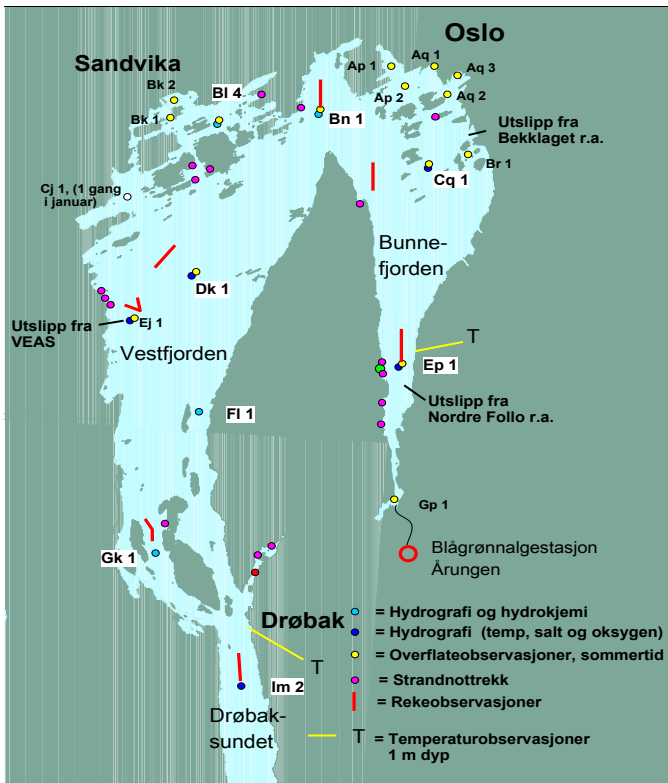 Oslo
Sandvika
Ap 1
Aq 1
Aq 3
Bk 2
Bl 4
Ap 2
Aq 2
Bk 1
Bn 1
Utslipp fra
Bekklaget r.a.
Br 1
Cq 1
Cj 1, (1 gang
i januar)
Bunne-
fjorden
Dk 1
Utslipp fra
VEAS
Ej 1
T
Vestfjorden
Ep 1
Utslipp fra
Nordre Follo r.a.
Fl 1
Gp 1
Blågrønnalgestasjon
Årungen
Gk 1
Drøbak
= Hydrografi og hydrokjemi
= Hydrografi (temp, salt og oksygen)
= Overflateobservasjoner, sommertid
T
Im 2
= Strandnottrekk
= Rekeobservasjoner
Drøbak-
sundet
T = Temperaturobservasjoner
1 m dyp